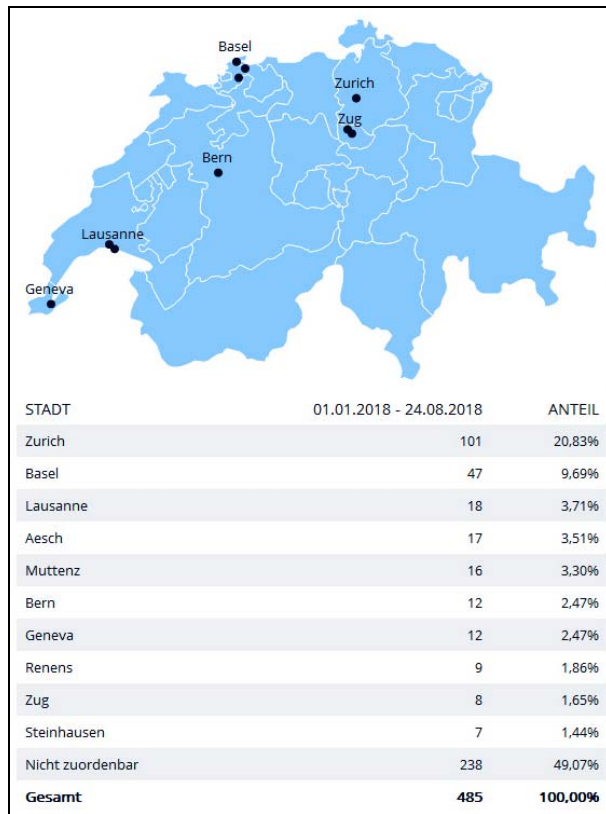 Basel
Zurich
Zug
Bern
Lausanne
Geneva
STADT 01.01.2018 - 24.08.2018 ANTEIL
Zurich 101 20,83%
Basel 47 9,69%
Lausanne 18 3,71%
Aesch 17 3,51%
Muttenz 16 3,30%
Bern 12 2,47%
Geneva 12 2,47%
Renens 9 1,86%
Zug 8 1,65%
Steinhausen 7 1,44%
Nicht zuordenbar 238 49,07%
Gesamt 485 100,00%